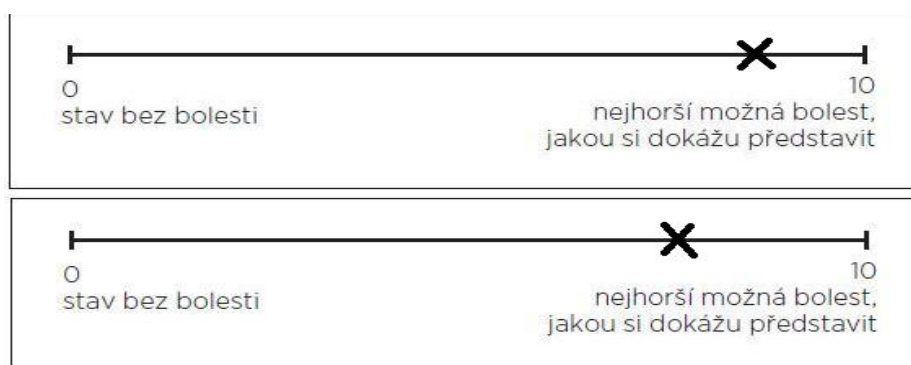 0 10
stav bez bolesti nejhorší možná bolest,
jakou si dokážu představit
0 10
stav bez bolesti nejhorší možná bolest,
jakou si dokážu představit